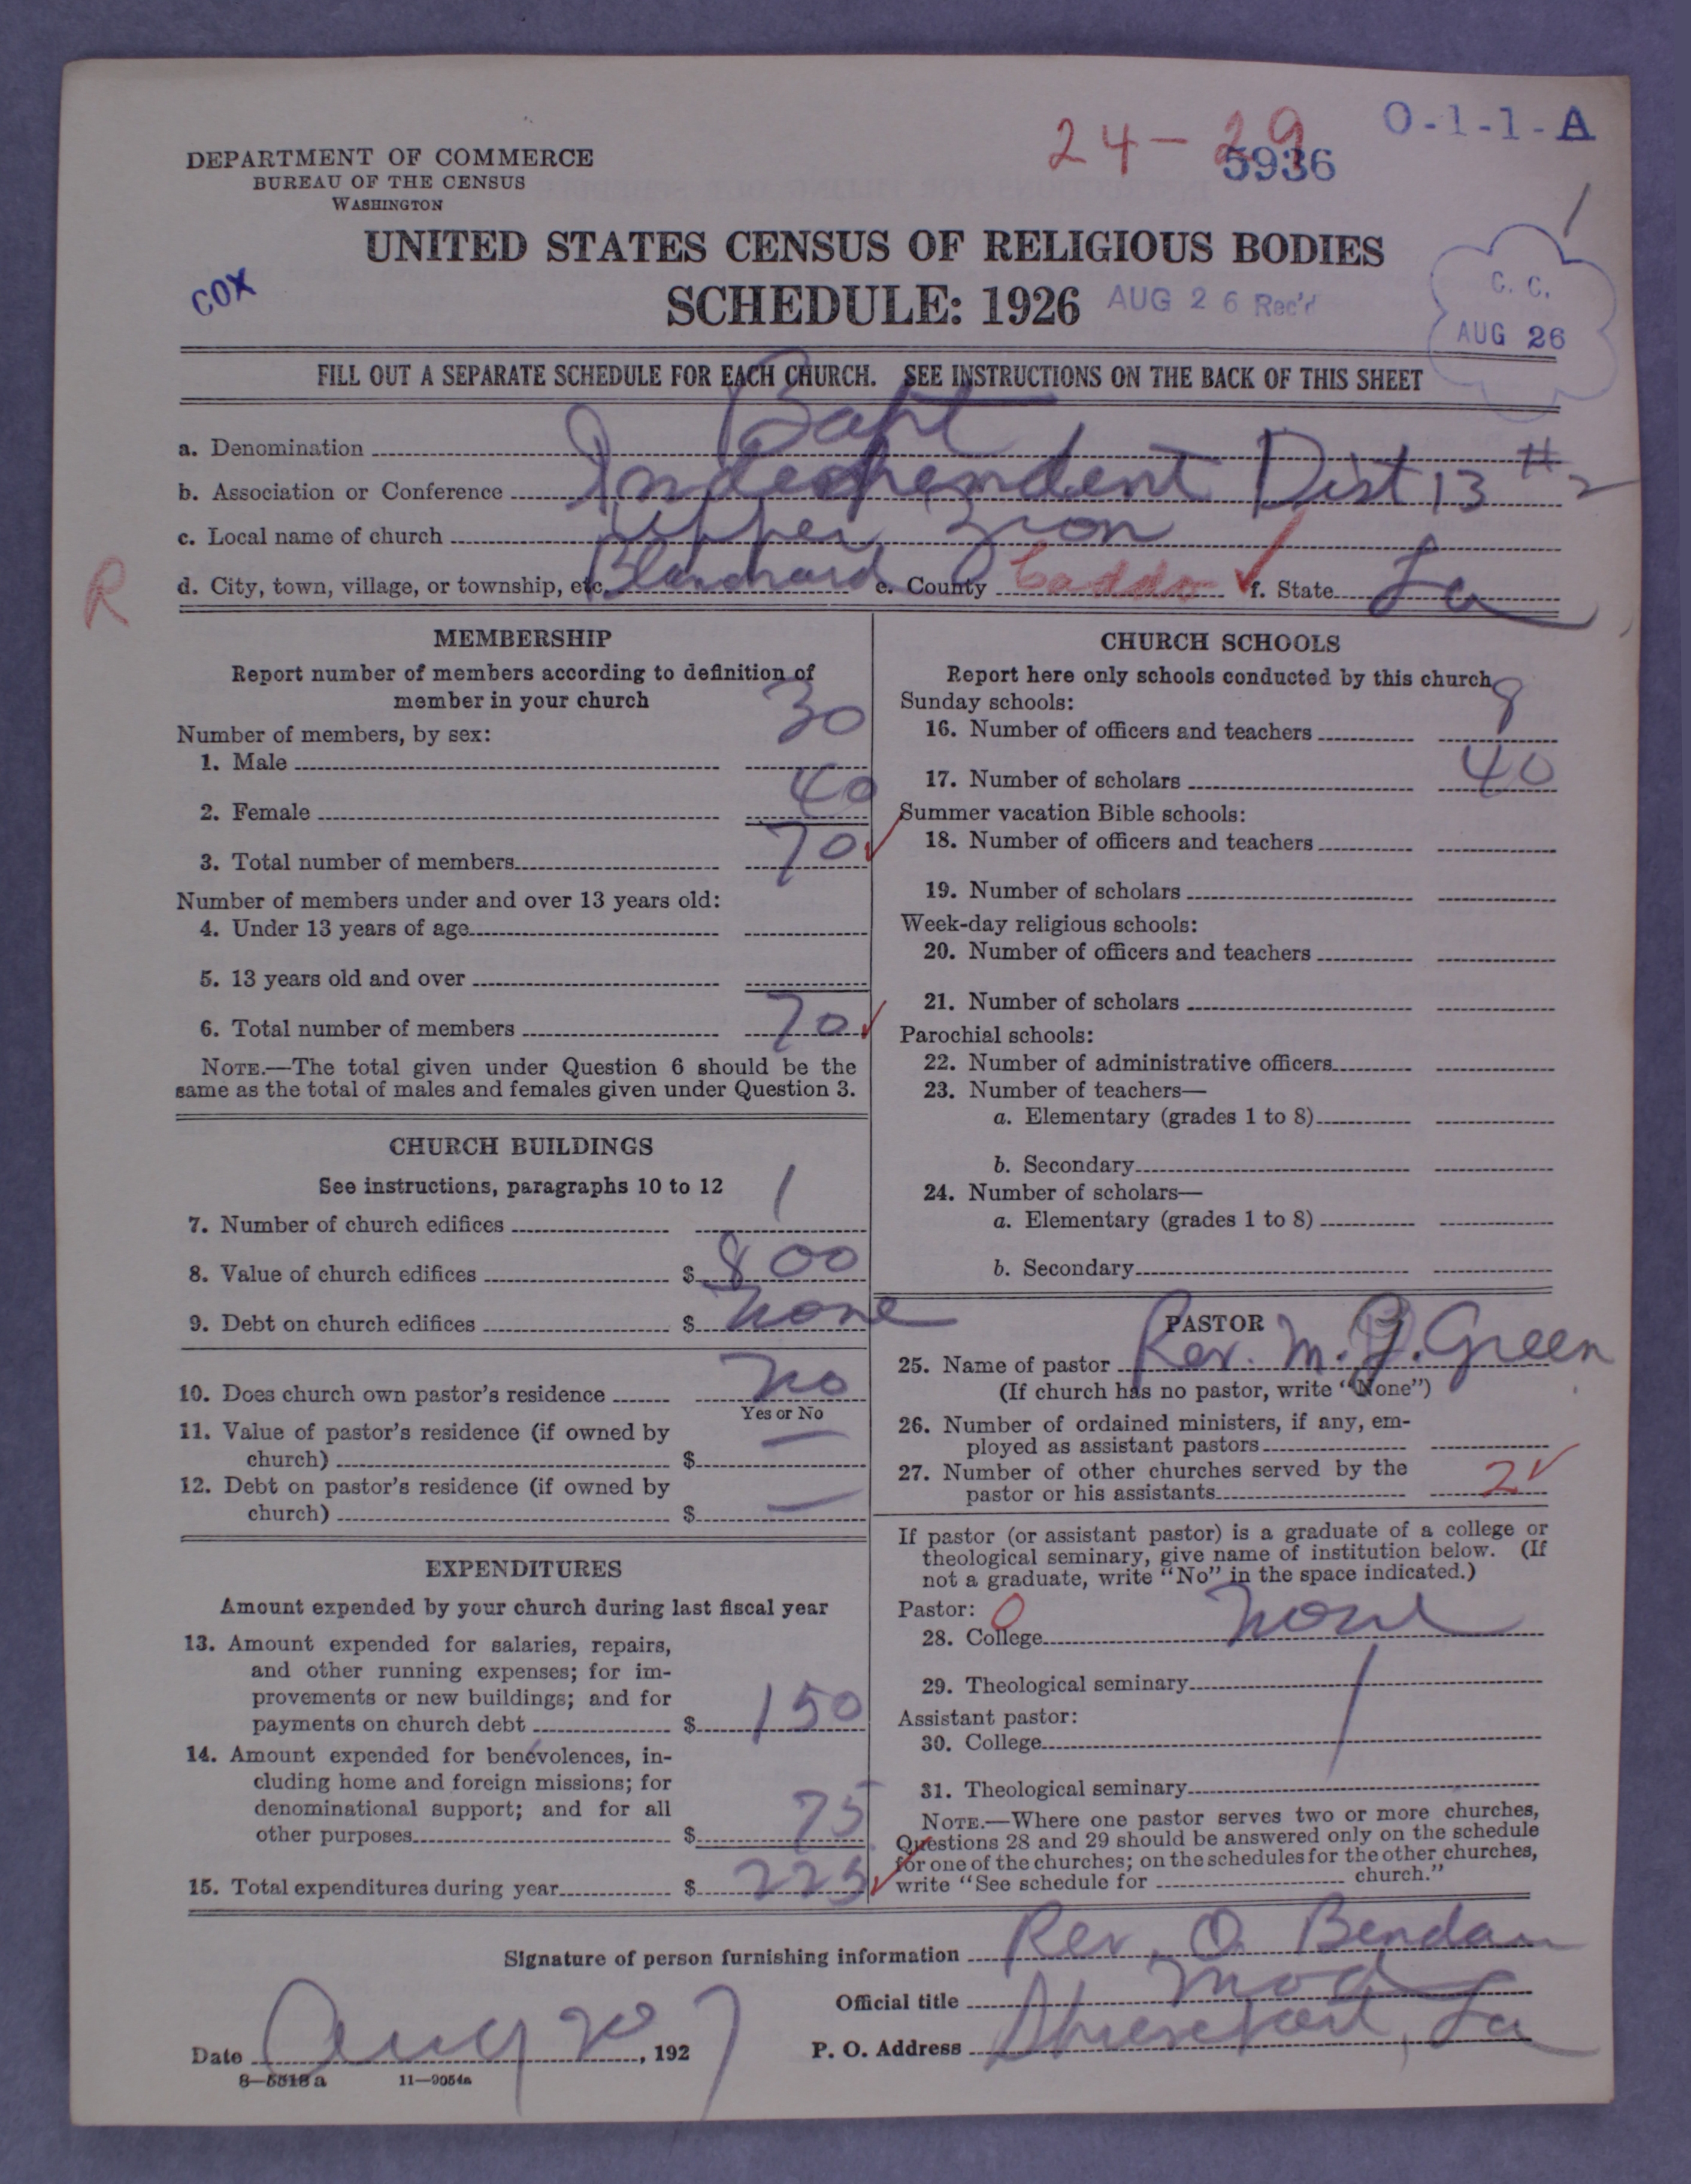 O-1-1-A
24-29
5936
DEPARTMENT OF COMMERCE
BUREAU OF THE CENSUS
WASHINGTON
UNITED STATES CENSUS OF RELIGIOUS BODIES
COX
SCHEDULE: 1926
AUG 26 Rec'd
C. C.
AUG 26
FILL OUT A SEPARATE SCHEDULE FOR EACH CHURCH. SEE INSTRUCTIONS ON THE BACK OF THIS SHEET
a. Denomination Bapt
b. Association or Conference Independent Dist 13 # 2
c. Local name of church Upper Zion
R
d. City, town, village, or township, etc. Blanchard e. County Caddo f. State La
MEMBERSHIP
Report number of members according to definition of
member in your church
Number of members, by sex:
1. Male 30
2. Female 40
3. Total number of members 70
Number of members under and over 13 years old:
4. Under 13 years of age
5. 13 years old and over
6. Total number of members 70
NOTE.—The total given under Question 6 should be the
same as the total of males and females given under Question 3.
CHURCH BUILDINGS
See instructions, paragraphs 10 to 12
7. Number of church edifices 1
8. Value of church edifices $ 800
9. Debt on church edifices $ none
10. Does church own pastor's residence no
Yes or No
11. Value of pastor's residence (if owned by
church) $ —
12. Debt on pastor's residence (if owned by
church) $ —
EXPENDITURES
Amount expended by your church during last fiscal year
13. Amount expended for salaries, repairs,
and other running expenses; for im-
provements or new buildings; and for
payments on church debt $ 150
14. Amount expended for benevolences, in-
cluding home and foreign missions; for
denominational support; and for all
other purposes $ 75
15. Total expenditures during year $ 225
CHURCH SCHOOLS
Report here only schools conducted by this church
Sunday schools:
16. Number of officers and teachers 8
17. Number of scholars 40
Summer vacation Bible schools:
18. Number of officers and teachers
19. Number of scholars
Week-day religious schools:
20. Number of officers and teachers
21. Number of scholars
Parochial schools:
22. Number of administrative officers
23. Number of teachers—
a. Elementary (grades 1 to 8)
b. Secondary
24. Number of scholars—
a. Elementary (grades 1 to 8)
b. Secondary
PASTOR
25. Name of pastor Rev. M. J. Green
(If church has no pastor, write "None")
26. Number of ordained ministers, if any, em-
ployed as assistant pastors
27. Number of other churches served by the
pastor or his assistants 2
If pastor (or assistant pastor) is a graduate of a college or
theological seminary, give name of institution below. (If
not a graduate, write "No" in the space indicated.)
Pastor: 0
28. College none
29. Theological seminary
Assistant pastor:
30. College
31. Theological seminary
NOTE.—Where one pastor serves two or more churches,
Questions 28 and 29 should be answered only on the schedule
for one of the churches; on the schedules for the other churches,
write "See schedule for church."
Signature of person furnishing information Rev. O. Bendaw
Official title Mod
Date Aug 20, 1927
P. O. Address Shreveport, La
8-5518a 11-9054a